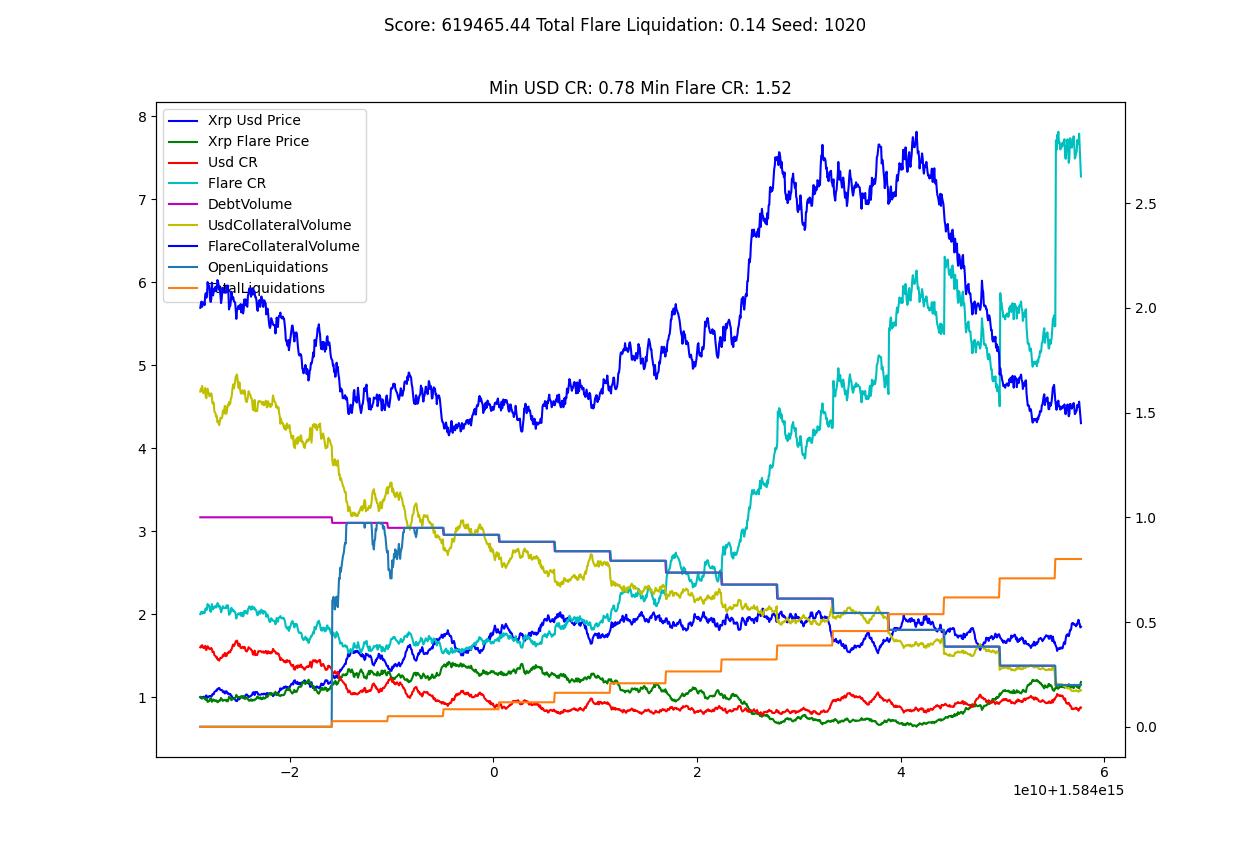 Score: 619465.44 Total Flare Liquidation: 0.14 Seed: 1020
Min USD CR: 0.78 Min Flare CR: 1.52
Xrp Usd Price
Xrp Flare Price
Usd CR
Flare CR
DebtVolume
UsdCollateralVolume
FlareCollateralVolume
OpenLiquidations
TotalLiquidations
8
7
6
5
4
3
2
1
2.5
2.0
1.5
1.0
0.5
0.0
−2
0
2
4
6
1e10+1.584e15